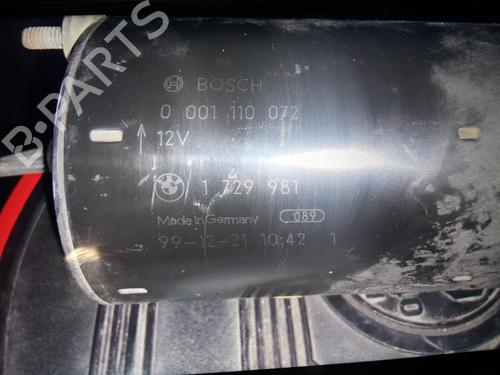 BOSCH
0 001 110 072
12V
1 729 981
Made in Germany 089
99-12-21 10:42 1
B-PARTS